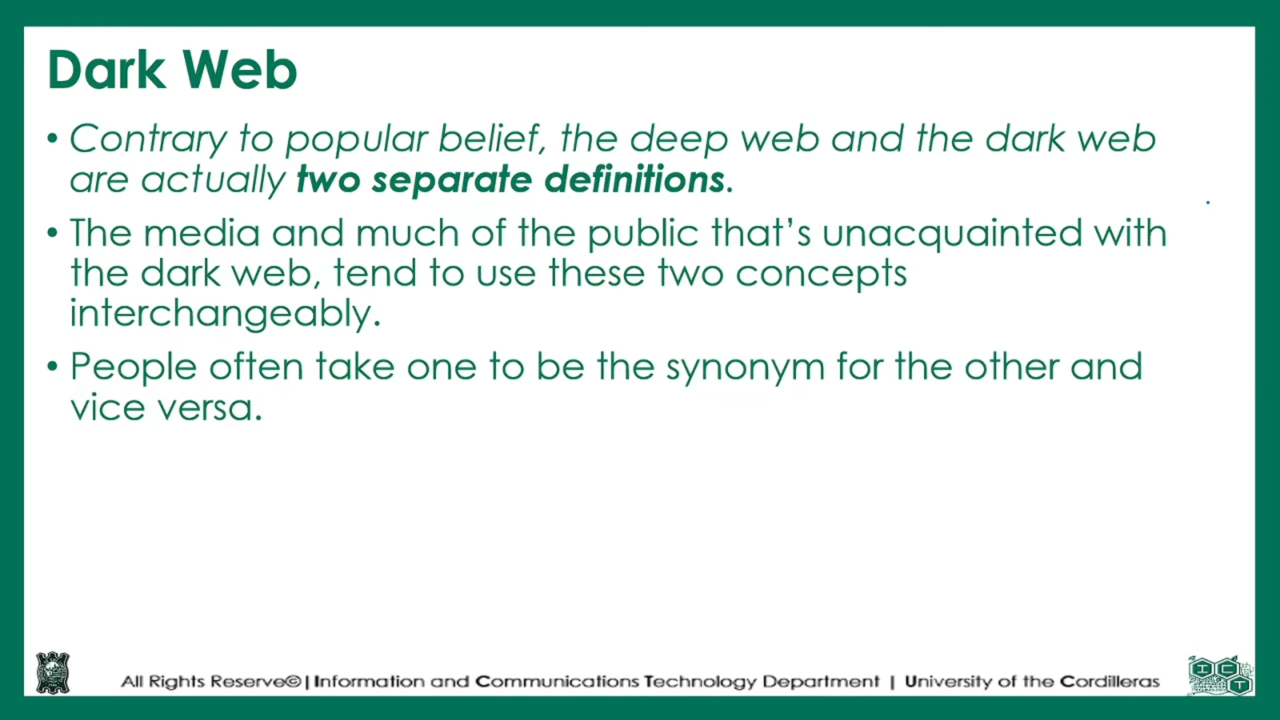 Dark Web
• Contrary to popular belief, the deep web and the dark web
are actually two separate definitions.
• The media and much of the public that’s unacquainted with
the dark web, tend to use these two concepts
interchangeably.
• People often take one to be the synonym for the other and
vice versa.
All Rights Reserve©|Information and Communications Technology Department | University of the Cordilleras
I C T